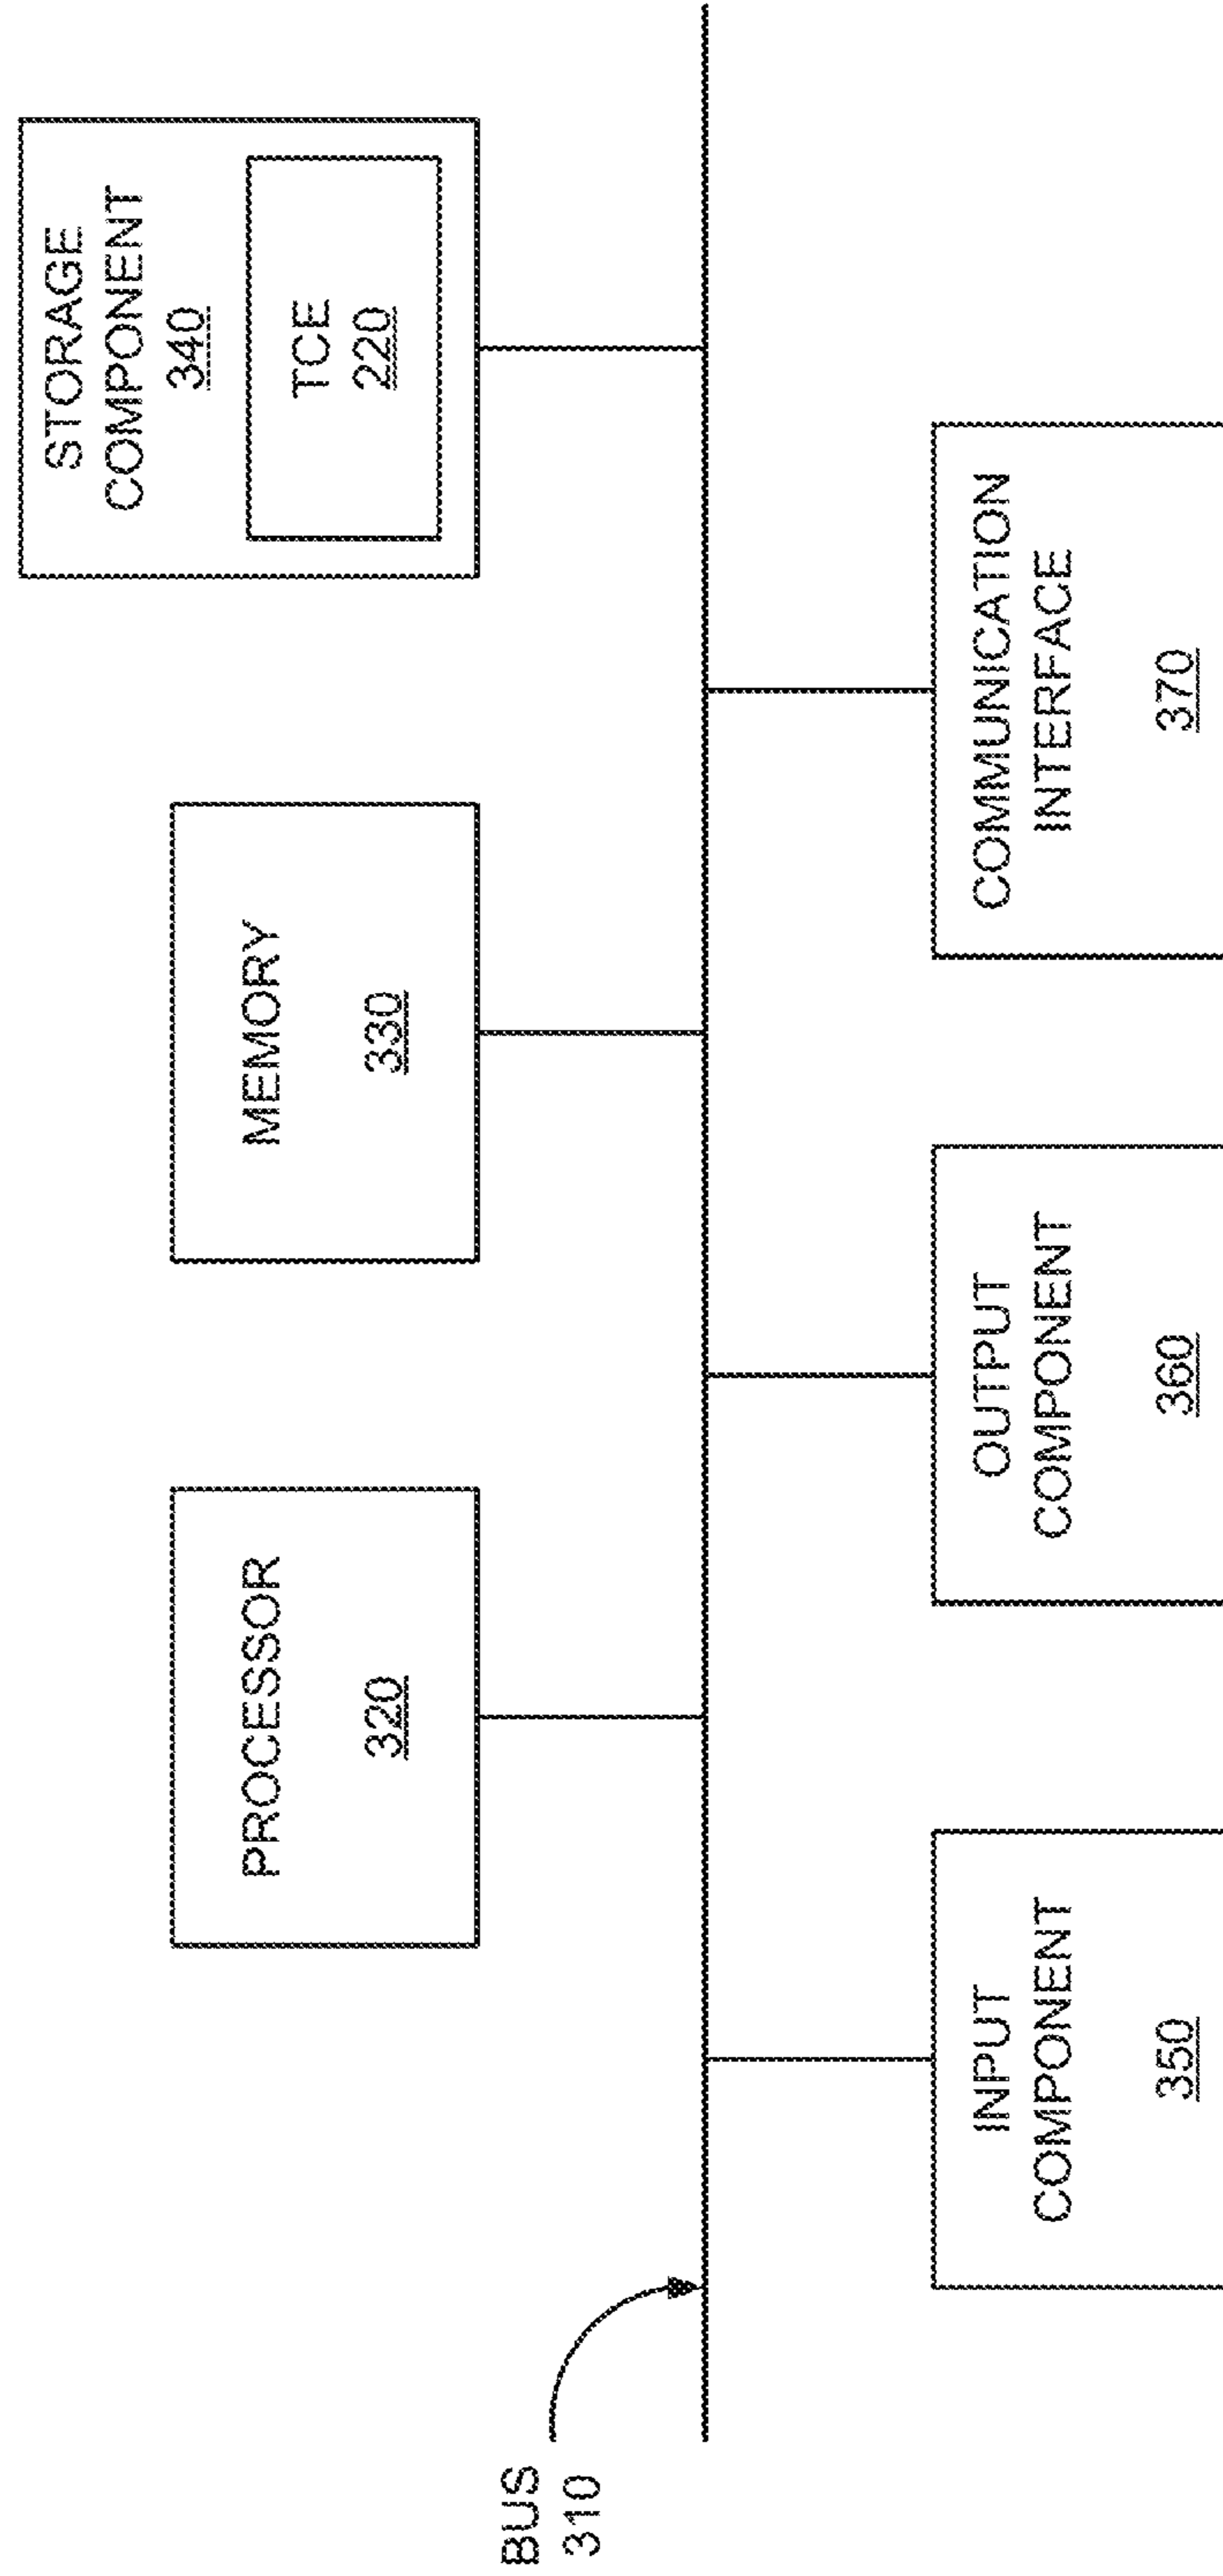 PROCESSOR
320
MEMORY
330
STORAGE
COMPONENT
340
TCE
220
BUS
310
INPUT
COMPONENT
350
OUTPUT
COMPONENT
360
COMMUNICATION
INTERFACE
370